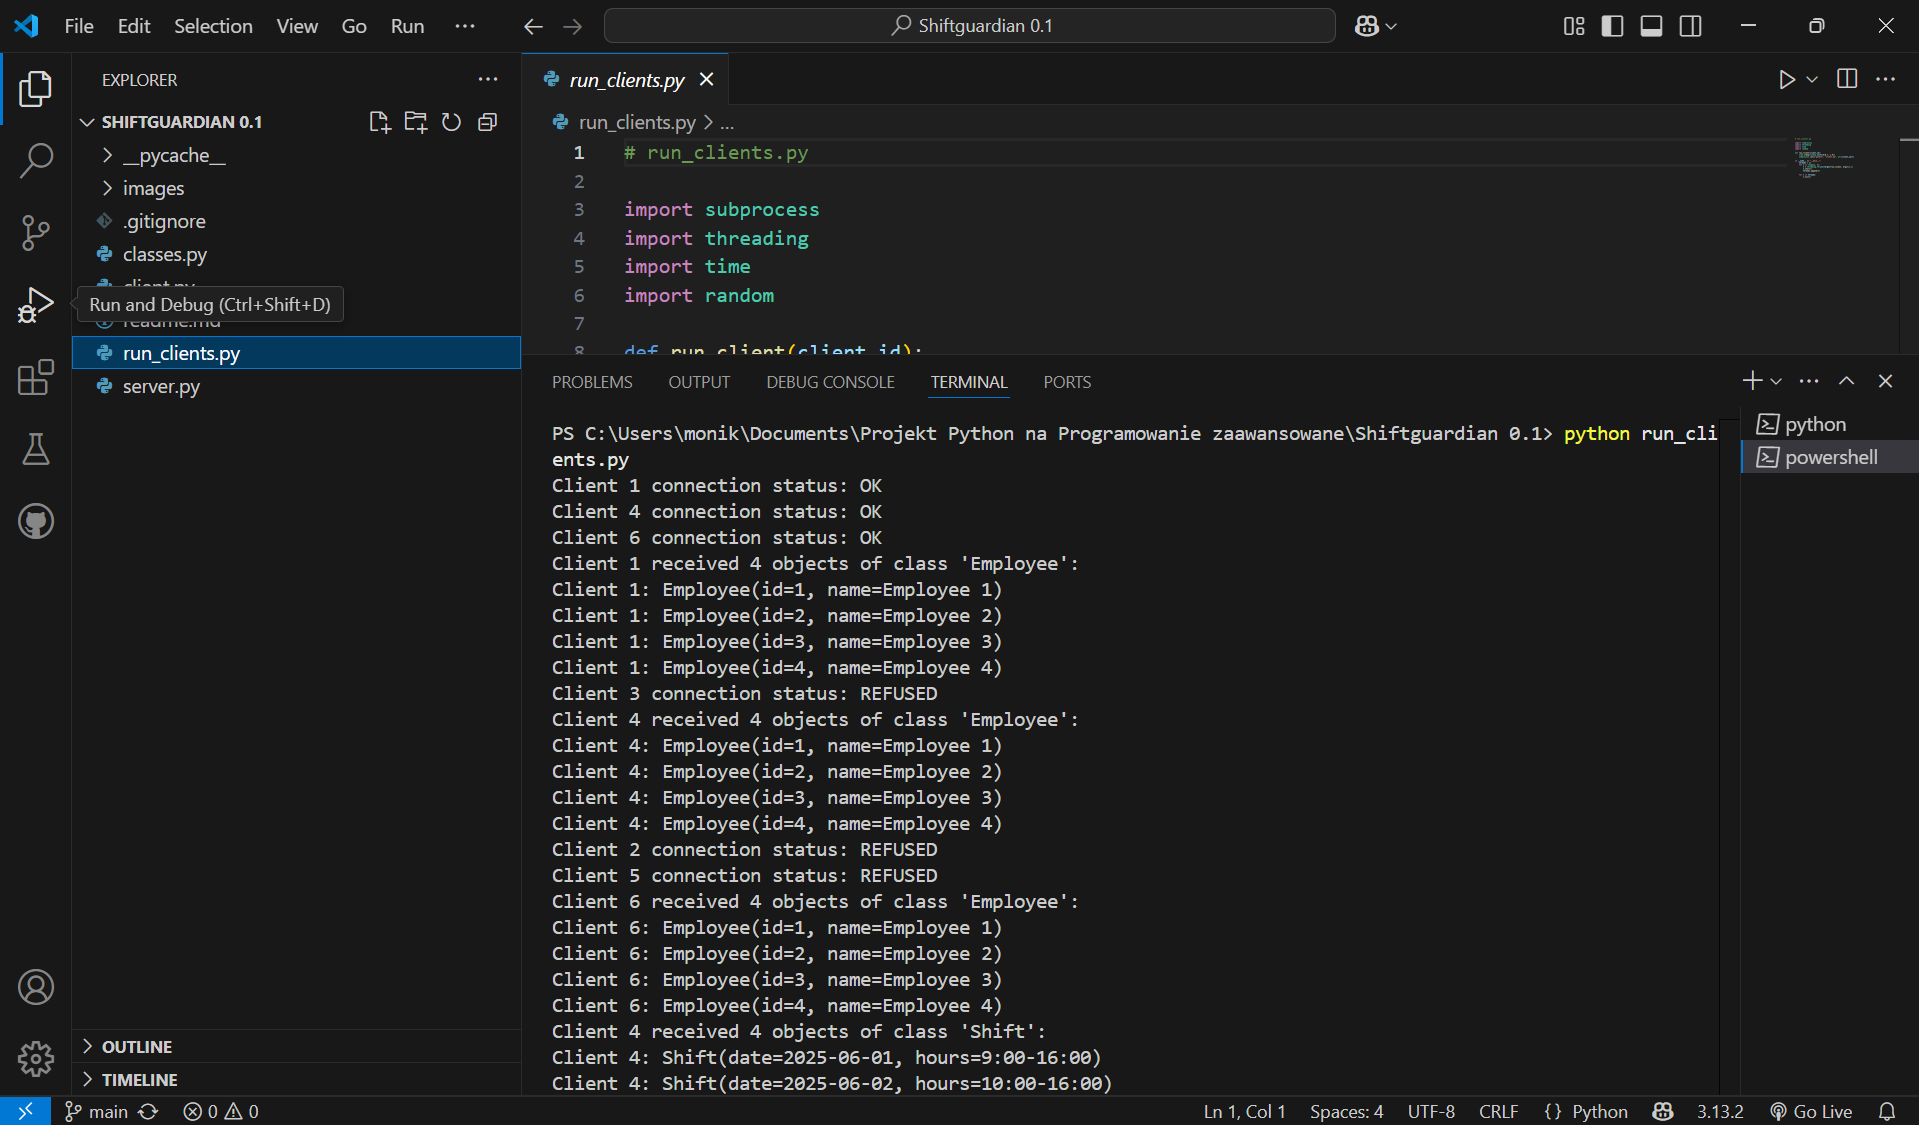 File Edit Selection View Go Run ···
Shiftguardian 0.1
EXPLORER
SHIFTGUARDIAN 0.1
__pycache__
images
.gitignore
classes.py
client.py
Run and Debug (Ctrl+Shift+D)
readme.md
run_clients.py
server.py
OUTLINE
TIMELINE
run_clients.py
run_clients.py > ...
1 # run_clients.py
2
3 import subprocess
4 import threading
5 import time
6 import random
7
8 def run_client(client_id):
PROBLEMS OUTPUT DEBUG CONSOLE TERMINAL PORTS
PS C:\Users\monik\Documents\Projekt Python na Programowanie zaawansowane\Shiftguardian 0.1> python run_cli
ents.py
Client 1 connection status: OK
Client 4 connection status: OK
Client 6 connection status: OK
Client 1 received 4 objects of class 'Employee':
Client 1: Employee(id=1, name=Employee 1)
Client 1: Employee(id=2, name=Employee 2)
Client 1: Employee(id=3, name=Employee 3)
Client 1: Employee(id=4, name=Employee 4)
Client 3 connection status: REFUSED
Client 4 received 4 objects of class 'Employee':
Client 4: Employee(id=1, name=Employee 1)
Client 4: Employee(id=2, name=Employee 2)
Client 4: Employee(id=3, name=Employee 3)
Client 4: Employee(id=4, name=Employee 4)
Client 2 connection status: REFUSED
Client 5 connection status: REFUSED
Client 6 received 4 objects of class 'Employee':
Client 6: Employee(id=1, name=Employee 1)
Client 6: Employee(id=2, name=Employee 2)
Client 6: Employee(id=3, name=Employee 3)
Client 6: Employee(id=4, name=Employee 4)
Client 4 received 4 objects of class 'Shift':
Client 4: Shift(date=2025-06-01, hours=9:00-16:00)
Client 4: Shift(date=2025-06-02, hours=10:00-16:00)
python
powershell
main 0 0 Ln 1, Col 1 Spaces: 4 UTF-8 CRLF {} Python 3.13.2 Go Live